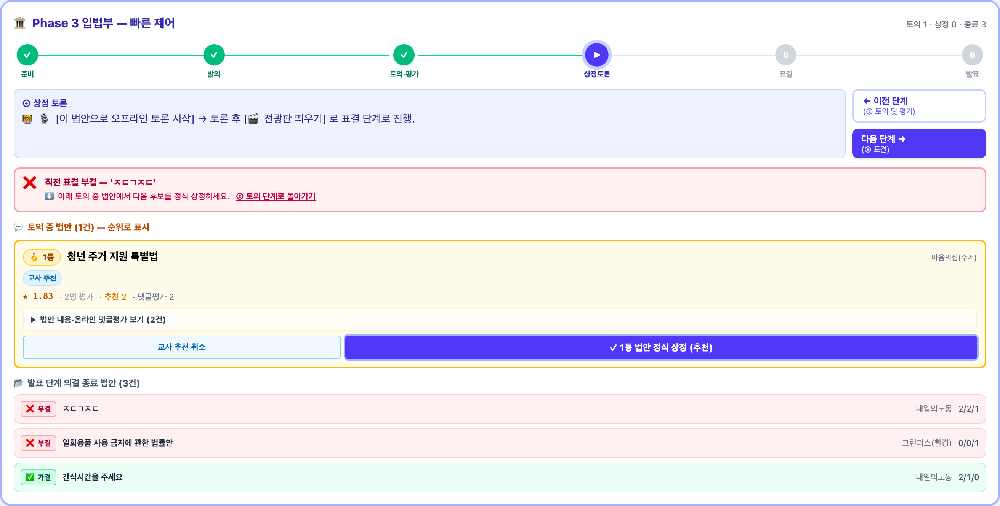 🏛️ Phase 3 입법부 — 빠른 제어
토의 1 · 상정 0 · 종료 3
준비
발의
토의·평가
상정토론
5
표결
6
발표
④ 상정 토론
👩‍🏫 🎙️ [이 법안으로 오프라인 토론 시작] → 토론 후 [🎬 전광판 띄우기] 로 표결 단계로 진행.
← 이전 단계
(③ 토의 및 평가)
다음 단계 →
(⑤ 표결)
❌ 직전 표결 부결 — 'ㅈㄷㄱㅈㄷ'
⬇️ 아래 토의 중 법안에서 다음 후보를 정식 상정하세요. ② 토의 단계로 돌아가기
💬 토의 중 법안 (1건) — 순위로 표시
🥇 1등 청년 주거 지원 특별법
마음의집(주거)
교사 추천
★ 1.83 · 2명 평가 · 추천 2 · 댓글평가 2
▶ 법안 내용·온라인 댓글평가 보기 (2건)
교사 추천 취소
✓ 1등 법안 정식 상정 (추천)
📁 발표 단계 의결 종료 법안 (3건)
❌ 부결 ㅈㄷㄱㅈㄷ 내일의노동 2/2/1
❌ 부결 일회용품 사용 금지에 관한 법률안 그린피스(환경) 0/0/1
✅ 가결 간식시간을 주세요 내일의노동 2/1/0